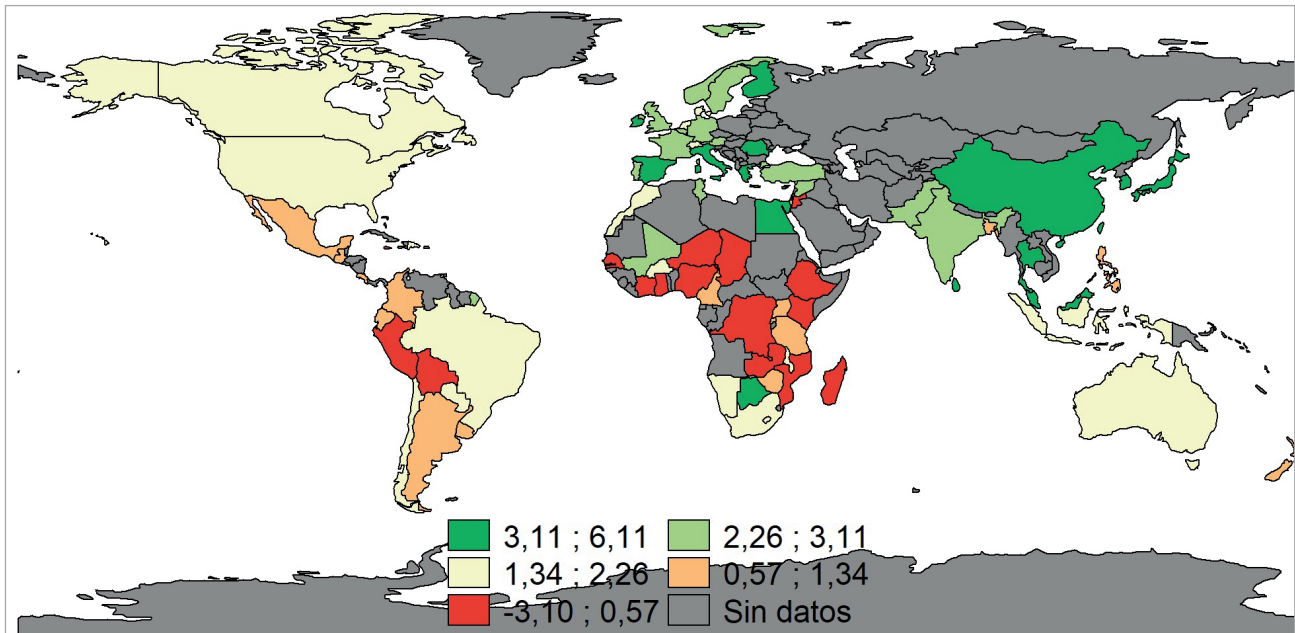 3,11 ; 6,11 2,26 ; 3,11
1,34 ; 2,26 0,57 ; 1,34
-3,10 ; 0,57 Sin datos